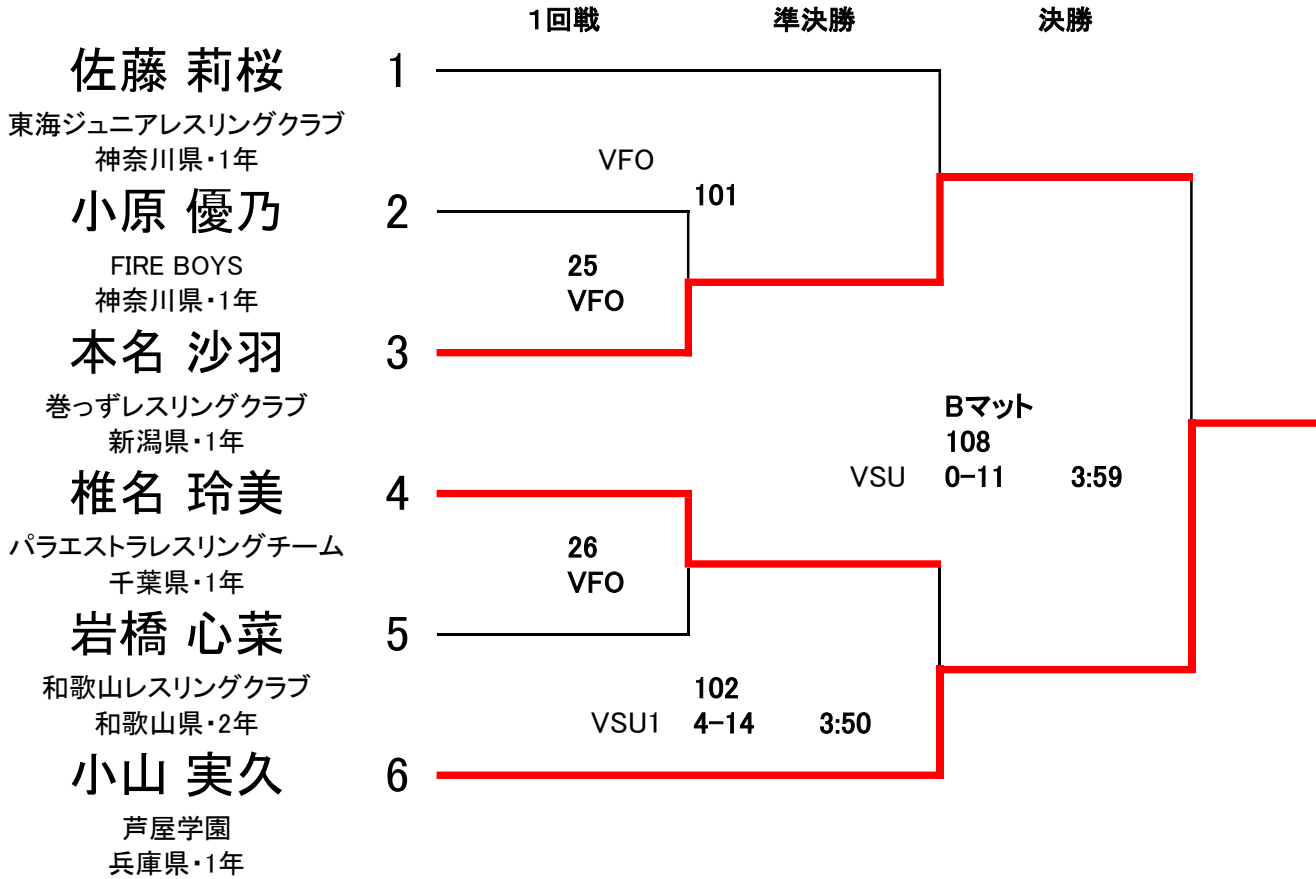 1回戦 準決勝 決勝
佐藤 莉桜 1
東海ジュニアレスリングクラブ
神奈川県・1年
VFO
101
小原 優乃 2
FIRE BOYS
神奈川県・1年
25
VFO
本名 沙羽 3
巻っずレスリングクラブ
新潟県・1年
Bマット
108
VSU 0-11 3:59
椎名 玲美 4
パラエストラレスリングチーム
千葉県・1年
26
VFO
岩橋 心菜 5
和歌山レスリングクラブ
和歌山県・2年
102
VSU1 4-14 3:50
小山 実久 6
芦屋学園
兵庫県・1年